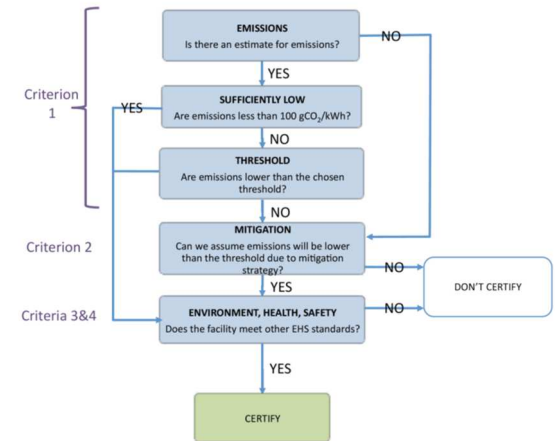 EMISSIONS
Is there an estimate for emissions?
NO
YES
Criterion
1
YES
SUFFICIENTLY LOW
Are emissions less than 100 gCO₂/kWh?
NO
THRESHOLD
Are emissions lower than the chosen
threshold?
NO
MITIGATION
Criterion 2
Can we assume emissions will be lower
than the threshold due to mitigation
strategy?
NO
YES
DON'T CERTIFY
Criteria 3&4
ENVIRONMENT, HEALTH, SAFETY
Does the facility meet other EHS standards?
NO
YES
CERTIFY